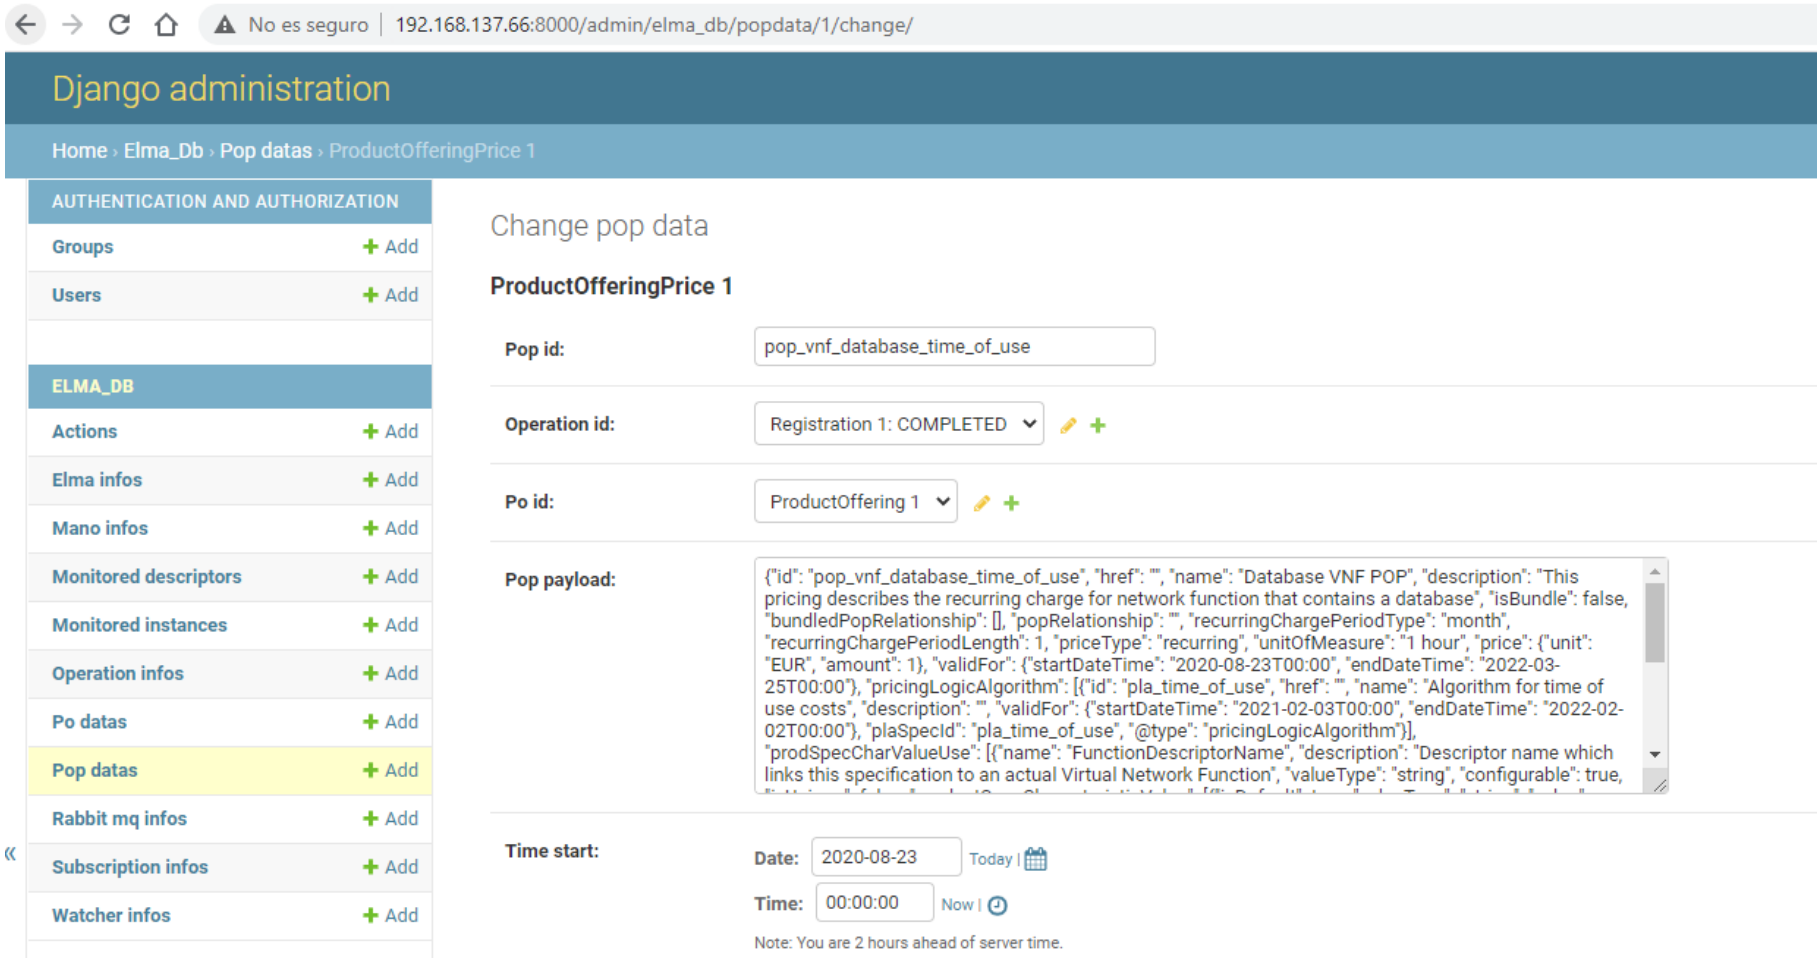 No es seguro | 192.168.137.66:8000/admin/elma_db/popdata/1/change/
Django administration
Home › Elma_Db › Pop datas › ProductOfferingPrice 1
AUTHENTICATION AND AUTHORIZATION
Groups + Add
Users + Add
ELMA_DB
Actions + Add
Elma infos + Add
Mano infos + Add
Monitored descriptors + Add
Monitored instances + Add
Operation infos + Add
Po datas + Add
Pop datas + Add
Rabbit mq infos + Add
«
Subscription infos + Add
Watcher infos + Add
Change pop data
ProductOfferingPrice 1
Pop id: pop_vnf_database_time_of_use
Operation id: Registration 1: COMPLETED
Po id: ProductOffering 1
Pop payload:
{"id": "pop_vnf_database_time_of_use", "href": "", "name": "Database VNF POP", "description": "This
pricing describes the recurring charge for network function that contains a database", "isBundle": false,
"bundledPopRelationship": [], "popRelationship": "", "recurringChargePeriodType": "month",
"recurringChargePeriodLength": 1, "priceType": "recurring", "unitOfMeasure": "1 hour", "price": {"unit":
"EUR", "amount": 1}, "validFor": {"startDateTime": "2020-08-23T00:00", "endDateTime": "2022-03-
25T00:00"}, "pricingLogicAlgorithm": [{"id": "pla_time_of_use", "href": "", "name": "Algorithm for time of
use costs", "description": "", "validFor": {"startDateTime": "2021-02-03T00:00", "endDateTime": "2022-02-
02T00:00"}, "plaSpecId": "pla_time_of_use", "@type": "pricingLogicAlgorithm"}],
"prodSpecCharValueUse": [{"name": "FunctionDescriptorName", "description": "Descriptor name which
links this specification to an actual Virtual Network Function", "valueType": "string", "configurable": true,
Time start:
Date: 2020-08-23 Today |
Time: 00:00:00 Now |
Note: You are 2 hours ahead of server time.